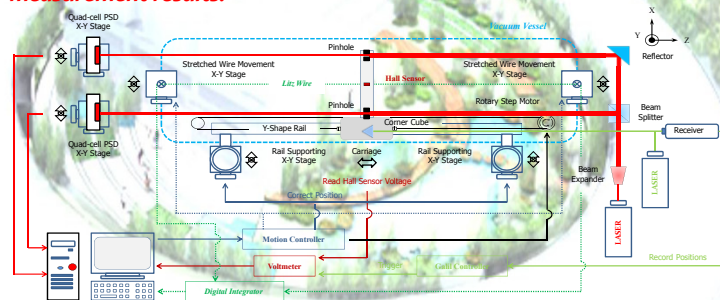 measurement results.
Quad-cell PSD
X-Y Stage
Vacuum Vessel
X
Y
Z
Pinhole
Reflector
Stretched Wire Movement
X-Y Stage
Litz Wire
Hall Sensor
Stretched Wire Movement
X-Y Stage
Pinhole
Rotary Step Motor
Beam
Splitter
Corner Cube
Y-Shape Rail
Receiver
Quad-cell PSD
X-Y Stage
Rail Supporting
X-Y Stage
Carriage
Rail Supporting
X-Y Stage
Beam
Expander
LASER
LASER
Read Hall Sensor Voltage
Correct Position
Motion Controller
Voltmeter
Trigger
Record Positions
Digital Integrator